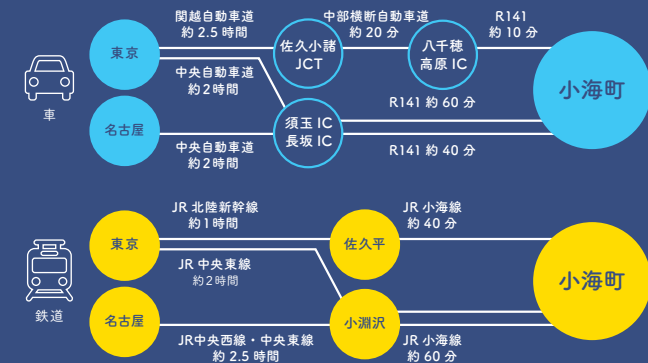 関越自動車道
約 2.5 時間
中部横断自動車道
約 20 分
R141
約 10 分
東京
佐久小諸
JCT
八千穂
高原 IC
小海町
中央自動車道
約2時間
車
R141 約 60 分
名古屋
須玉 IC
長坂 IC
中央自動車道
約2時間
R141 約 40 分
JR 北陸新幹線
約1時間
JR 小海線
約 40 分
東京
佐久平
JR 中央東線
約2時間
小海町
鉄道
名古屋
小淵沢
JR中央西線・中央東線
約 2.5 時間
JR 小海線
約 60 分